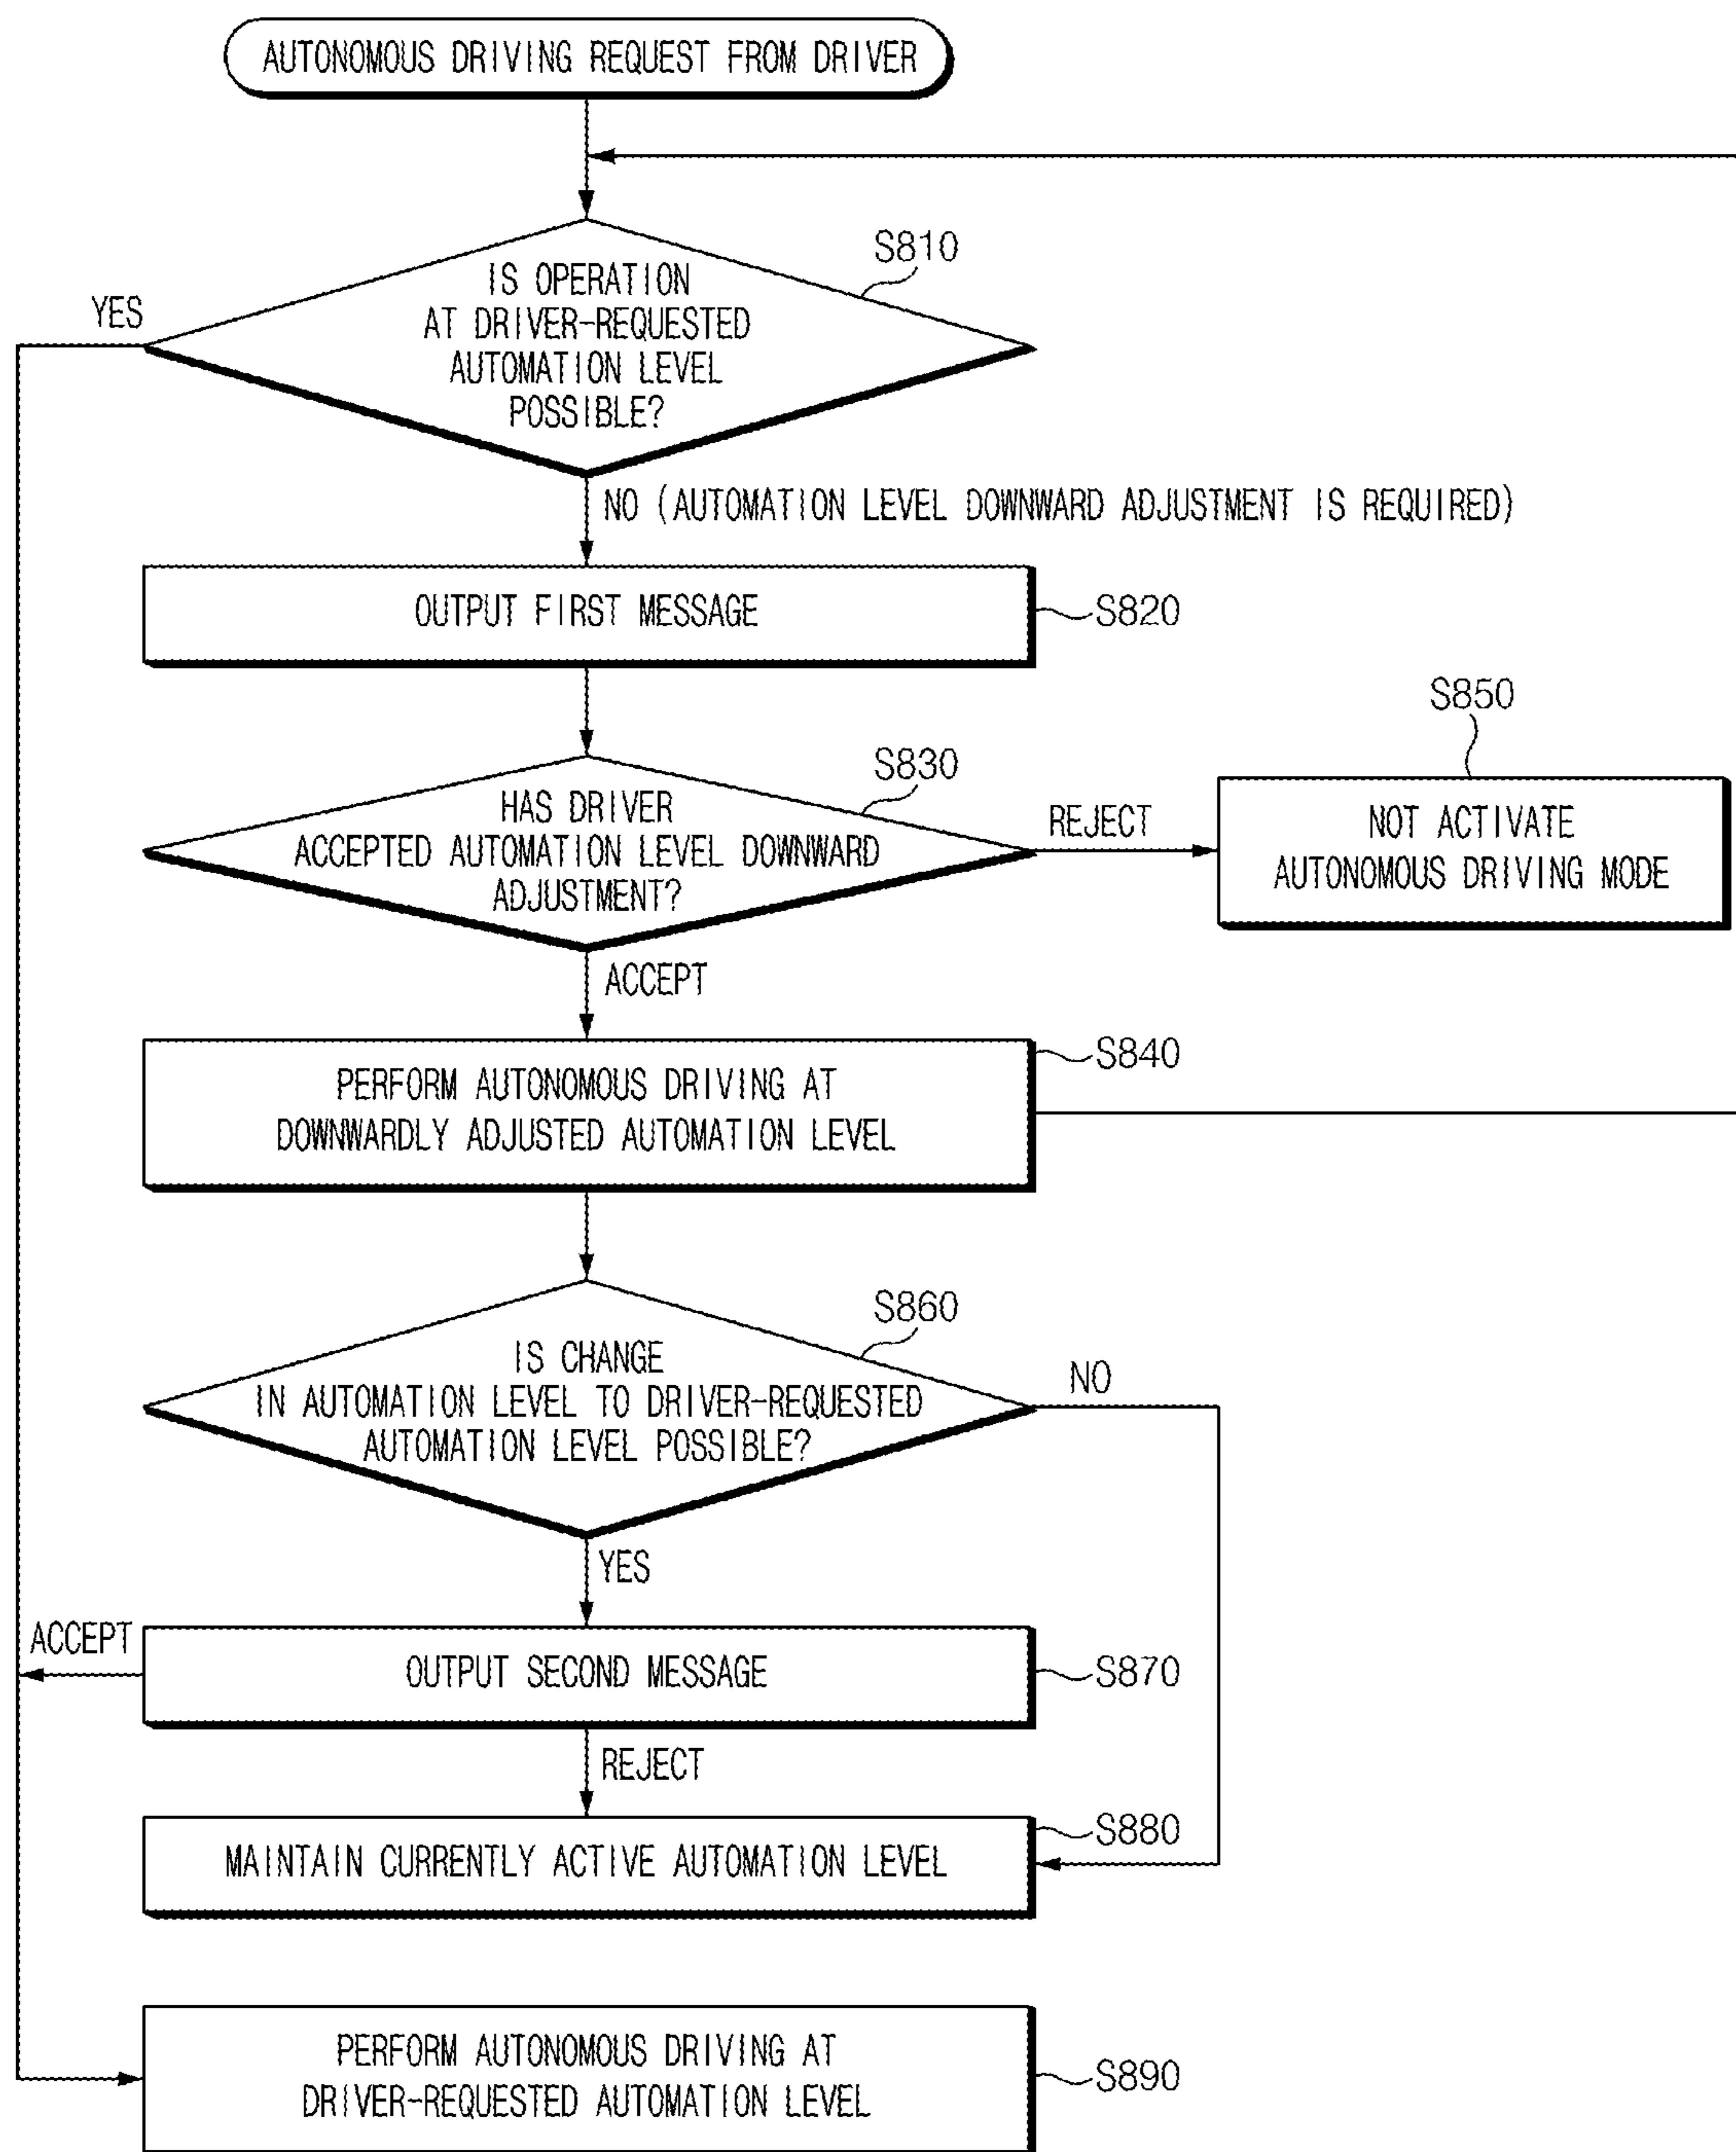 AUTONOMOUS DRIVING REQUEST FROM DRIVER
S810
YES
IS OPERATION
AT DRIVER-REQUESTED
AUTOMATION LEVEL
POSSIBLE?
NO (AUTOMATION LEVEL DOWNWARD ADJUSTMENT IS REQUIRED)
OUTPUT FIRST MESSAGE
S820
S850
S830
HAS DRIVER
ACCEPTED AUTOMATION LEVEL DOWNWARD
ADJUSTMENT?
REJECT
NOT ACTIVATE
AUTONOMOUS DRIVING MODE
ACCEPT
S840
PERFORM AUTONOMOUS DRIVING AT
DOWNWARDLY ADJUSTED AUTOMATION LEVEL
S860
IS CHANGE
IN AUTOMATION LEVEL TO DRIVER-REQUESTED
AUTOMATION LEVEL POSSIBLE?
NO
YES
ACCEPT
OUTPUT SECOND MESSAGE
S870
REJECT
S880
MAINTAIN CURRENTLY ACTIVE AUTOMATION LEVEL
PERFORM AUTONOMOUS DRIVING AT
DRIVER-REQUESTED AUTOMATION LEVEL
S890